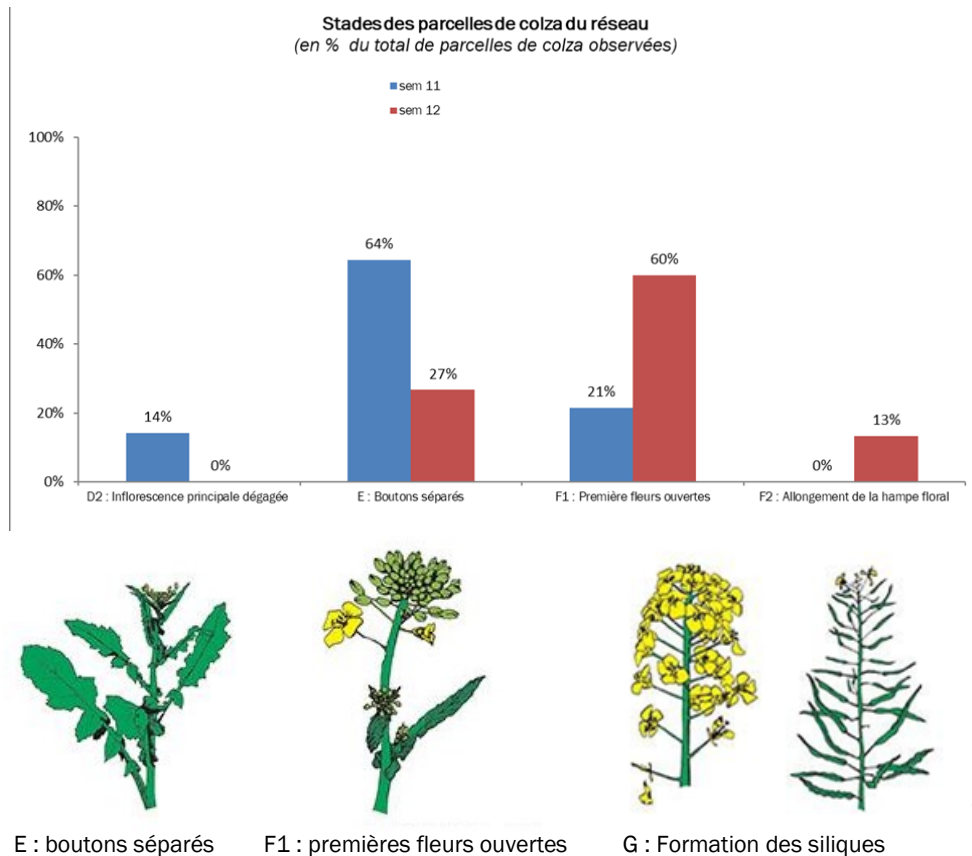 Stades des parcelles de colza du réseau
(en % du total de parcelles de colza observées)
sem 11
sem 12
100%
80%
60%
40%
20%
0%
14%
0%
64%
27%
21%
60%
0%
13%
D2 : Inflorescence principale dégagée
E : Boutons séparés
F1 : Première fleurs ouvertes
F2 : Allongement de la hampe floral
E : boutons séparés
F1 : premières fleurs ouvertes
G : Formation des siliques